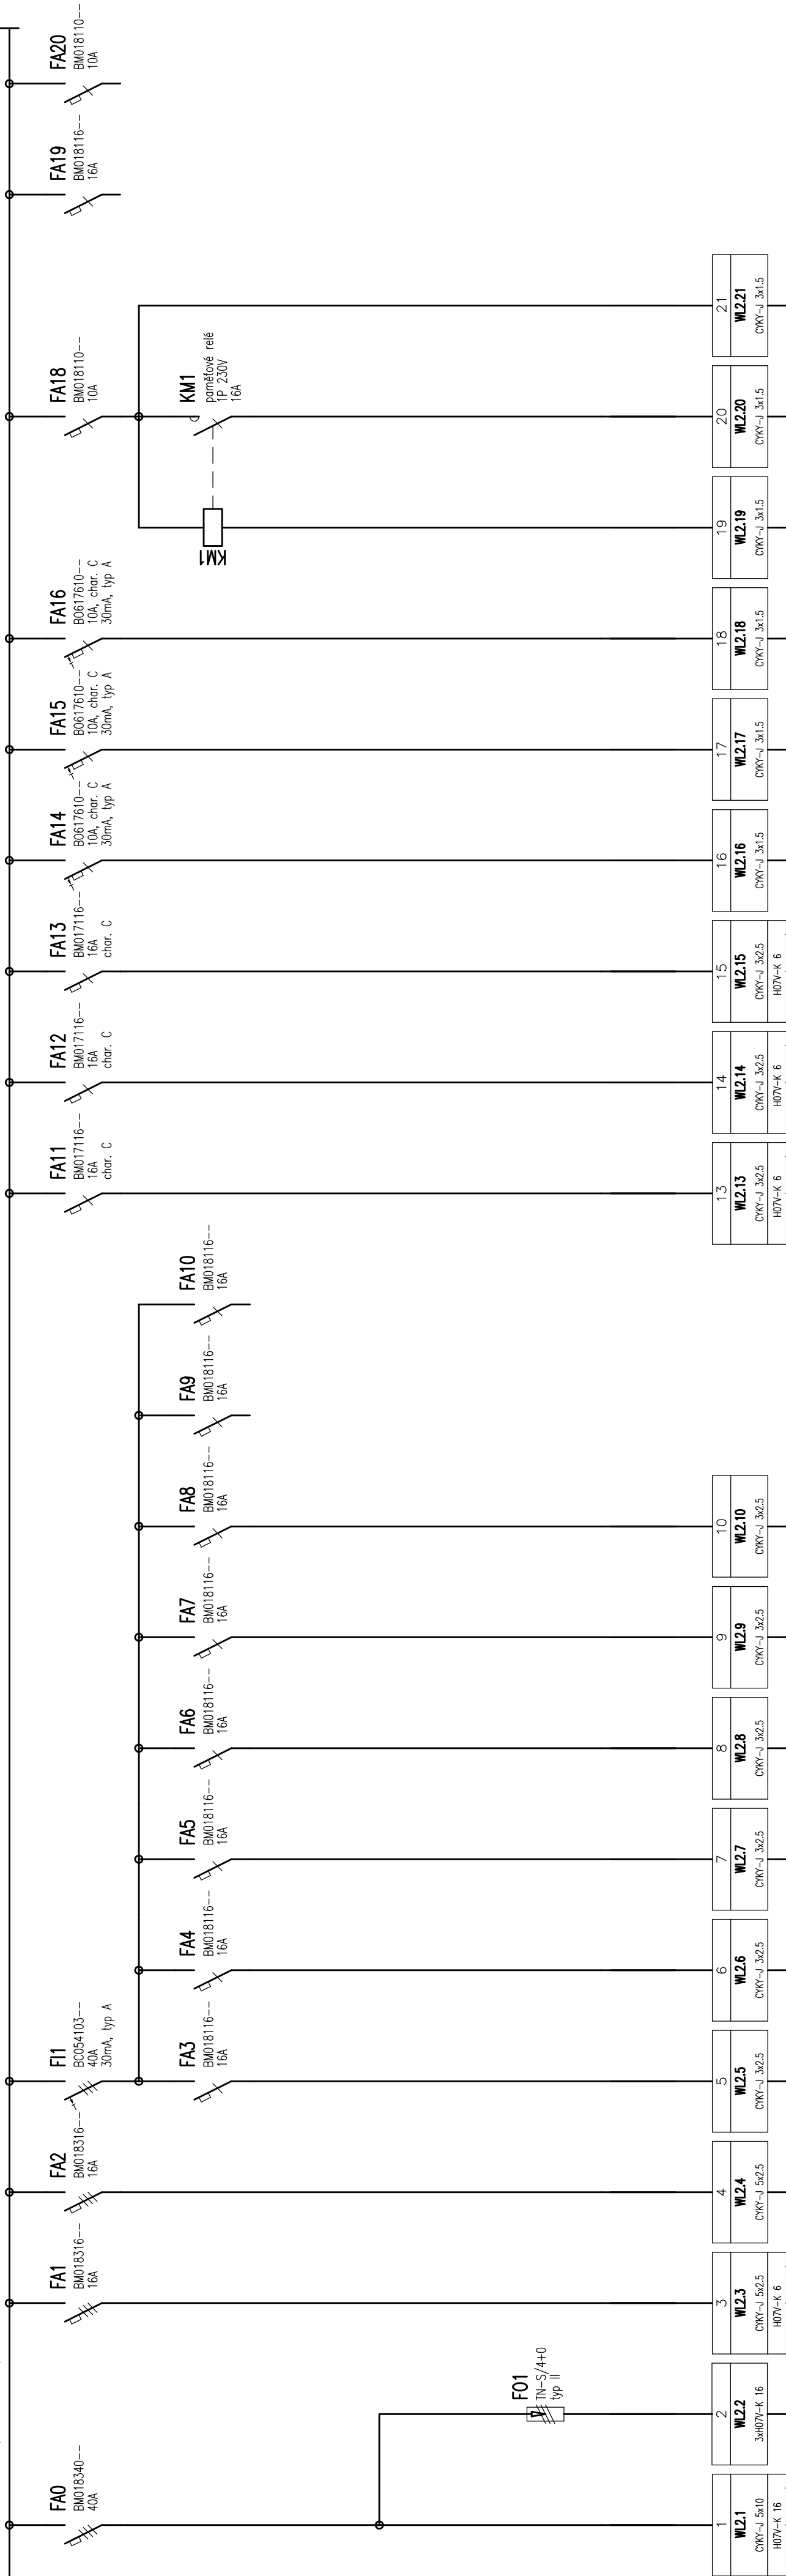 FA0
BM018340--
40A
FA1
BM018316--
16A
FA2
BM018316--
16A
FI1
BC054103--
40A
30mA, typ A
FA11
BM017116--
16A
char. C
FA12
BM017116--
16A
char. C
FA13
BM017116--
16A
char. C
FA14
BO617610--
10A, char. C
30mA, typ A
FA15
BO617610--
10A, char. C
30mA, typ A
FA16
BO617610--
10A, char. C
30mA, typ A
FA18
BM018110--
10A
FA19
BM018116--
16A
FA20
BM018110--
10A
FA3
BM018116--
16A
FA4
BM018116--
16A
FA5
BM018116--
16A
FA6
BM018116--
16A
FA7
BM018116--
16A
FA8
BM018116--
16A
FA9
BM018116--
16A
FA10
BM018116--
16A
KM1
KM1
paměťové relé
1P 230V
16A
FO1
TN-S/4+0
typ II
1
WL2.1
CYKY-J 5x10
H07V-K 16
2
WL2.2
3xH07V-K 16
3
WL2.3
CYKY-J 5x2.5
H07V-K 6
4
WL2.4
CYKY-J 5x2.5
5
WL2.5
CYKY-J 3x2.5
6
WL2.6
CYKY-J 3x2.5
7
WL2.7
CYKY-J 3x2.5
8
WL2.8
CYKY-J 3x2.5
9
WL2.9
CYKY-J 3x2.5
10
WL2.10
CYKY-J 3x2.5
13
WL2.13
CYKY-J 3x2.5
H07V-K 6
14
WL2.14
CYKY-J 3x2.5
H07V-K 6
15
WL2.15
CYKY-J 3x2.5
H07V-K 6
16
WL2.16
CYKY-J 3x1.5
17
WL2.17
CYKY-J 3x1.5
18
WL2.18
CYKY-J 3x1.5
19
WL2.19
CYKY-J 3x1.5
20
WL2.20
CYKY-J 3x1.5
21
WL2.21
CYKY-J 3x1.5